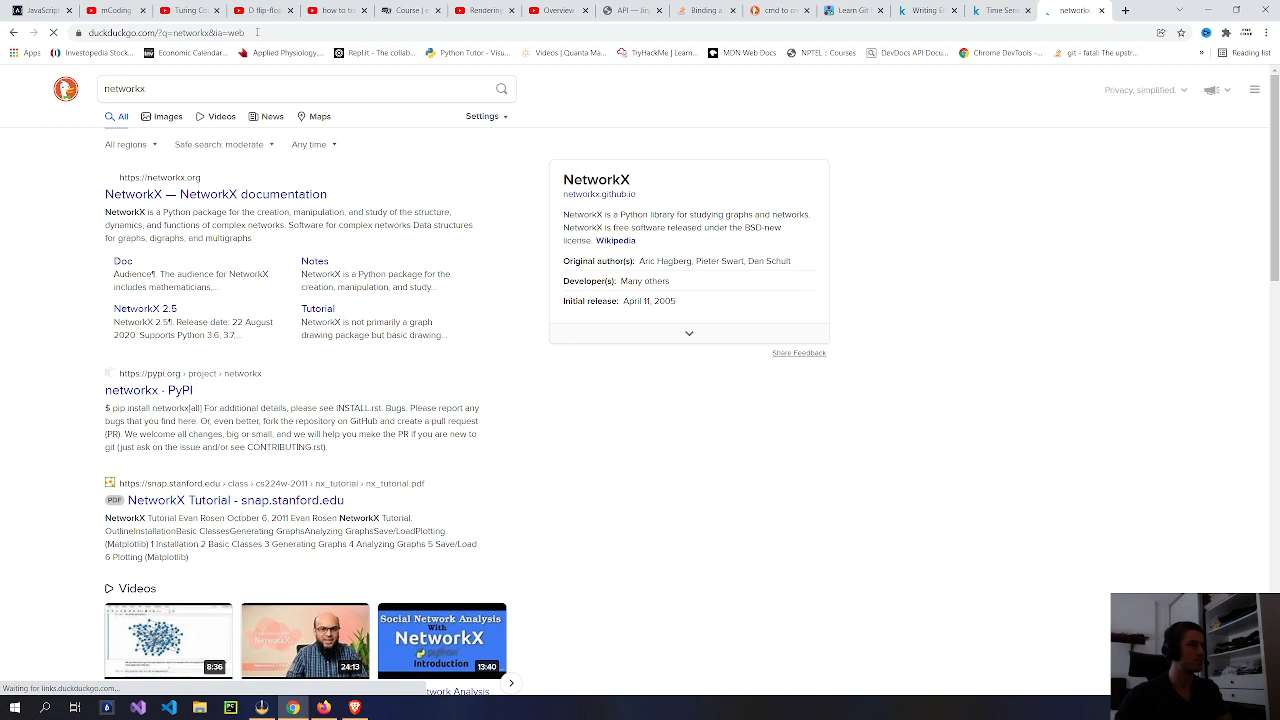 JavaScript
mCoding
Tuning Co
D flip-flop
how to to
Course | e
Rendering
Overview
API — Jin
Binding a
cmd to cr
Learn Git
Writing Ef
Time Serie
networkx
duckduckgo.com/?q=networkx&ia=web
Apps
Investopedia Stock...
Economic Calendar...
Applied Physiology,...
Repl.it - The collab...
Python Tutor - Visu...
Videos | Quanta Ma...
TryHackMe | Learn...
MDN Web Docs
NPTEL :: Courses
DevDocs API Docu...
Chrome DevTools -...
git - fatal: The upstr...
»
Reading list
networkx
Privacy, simplified.
All
Images
Videos
News
Maps
Settings
All regions
Safe search: moderate
Any time
https://networkx.org
NetworkX — NetworkX documentation
NetworkX is a Python package for the creation, manipulation, and study of the structure,
dynamics, and functions of complex networks. Software for complex networks Data structures
for graphs, digraphs, and multigraphs
Doc
Audience¶. The audience for NetworkX
includes mathematicians,...
Notes
NetworkX is a Python package for the
creation, manipulation, and study...
NetworkX 2.5
NetworkX 2.5¶. Release date: 22 August
2020. Supports Python 3.6, 3.7,...
Tutorial
NetworkX is not primarily a graph
drawing package but basic drawing...
NetworkX
networkx.github.io
NetworkX is a Python library for studying graphs and networks.
NetworkX is free software released under the BSD-new
license. Wikipedia
Original author(s): Aric Hagberg, Pieter Swart, Dan Schult
Developer(s): Many others
Initial release: April 11, 2005
Share Feedback
https://pypi.org › project › networkx
networkx · PyPI
$ pip install networkx[all] For additional details, please see INSTALL.rst. Bugs. Please report any
bugs that you find here. Or, even better, fork the repository on GitHub and create a pull request
(PR). We welcome all changes, big or small, and we will help you make the PR if you are new to
git (just ask on the issue and/or see CONTRIBUTING.rst).
https://snap.stanford.edu › class › cs224w-2011 › nx_tutorial › nx_tutorial.pdf
PDF NetworkX Tutorial - snap.stanford.edu
NetworkX Tutorial Evan Rosen October 6, 2011 Evan Rosen NetworkX Tutorial.
OutlineInstallationBasic ClassesGenerating GraphsAnalyzing GraphsSave/LoadPlotting
(Matplotlib) 1 Installation 2 Basic Classes 3 Generating Graphs 4 Analyzing Graphs 5 Save/Load
6 Plotting (Matplotlib)
Videos
8:36
24:13
Social Network Analysis
With
NetworkX
python
Introduction
13:40
twork Analysis
Waiting for links.duckduckgo.com...